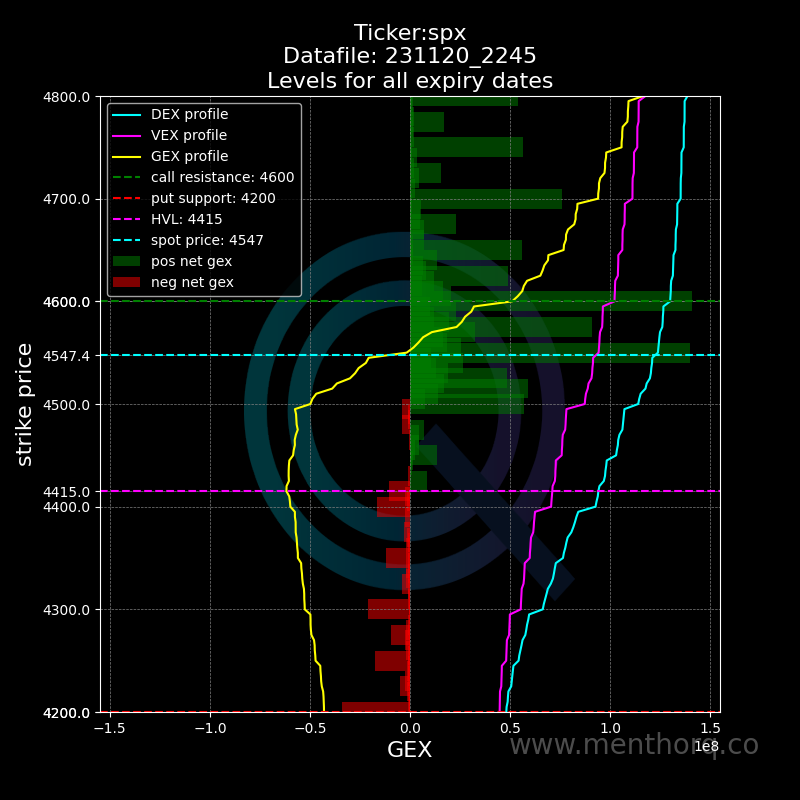 Ticker:spx
Datafile: 231120_2245
Levels for all expiry dates
DEX profile
VEX profile
GEX profile
call resistance: 4600
put support: 4200
HVL: 4415
spot price: 4547
pos net gex
neg net gex
strike price
4800.0
4700.0
4600.0
4547.4
4500.0
4415.0
4400.0
4300.0
4200.0
−1.5 −1.0 −0.5 0.0 0.5 1.0 1.5
1e8
GEX
www.menthorq.co